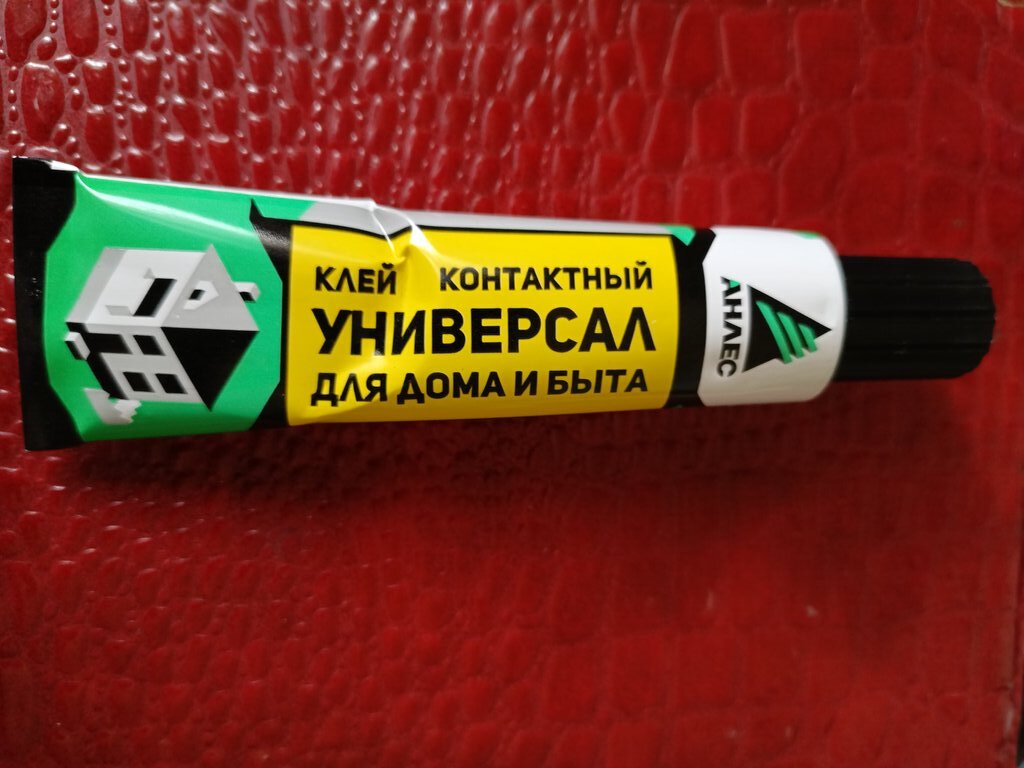 КЛЕЙ КОНТАКТНЫЙ
УНИВЕРСАЛ
ДЛЯ ДОМА И БЫТА
АНЛЕС